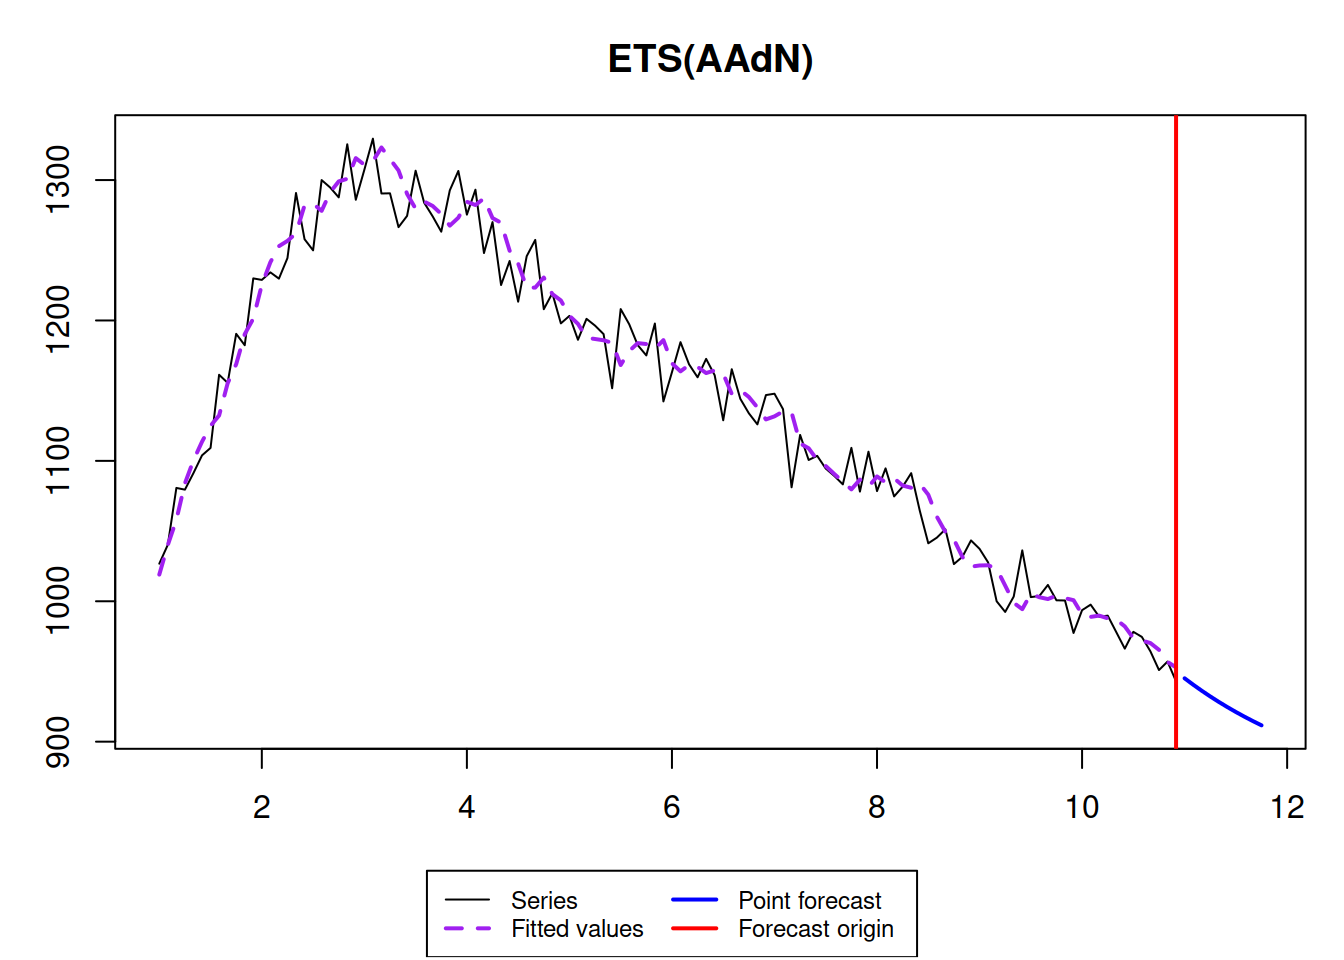 ETS(AAdN)
1300
1200
1100
1000
900
2 4 6 8 10 12
Series
Fitted values
Point forecast
Forecast origin